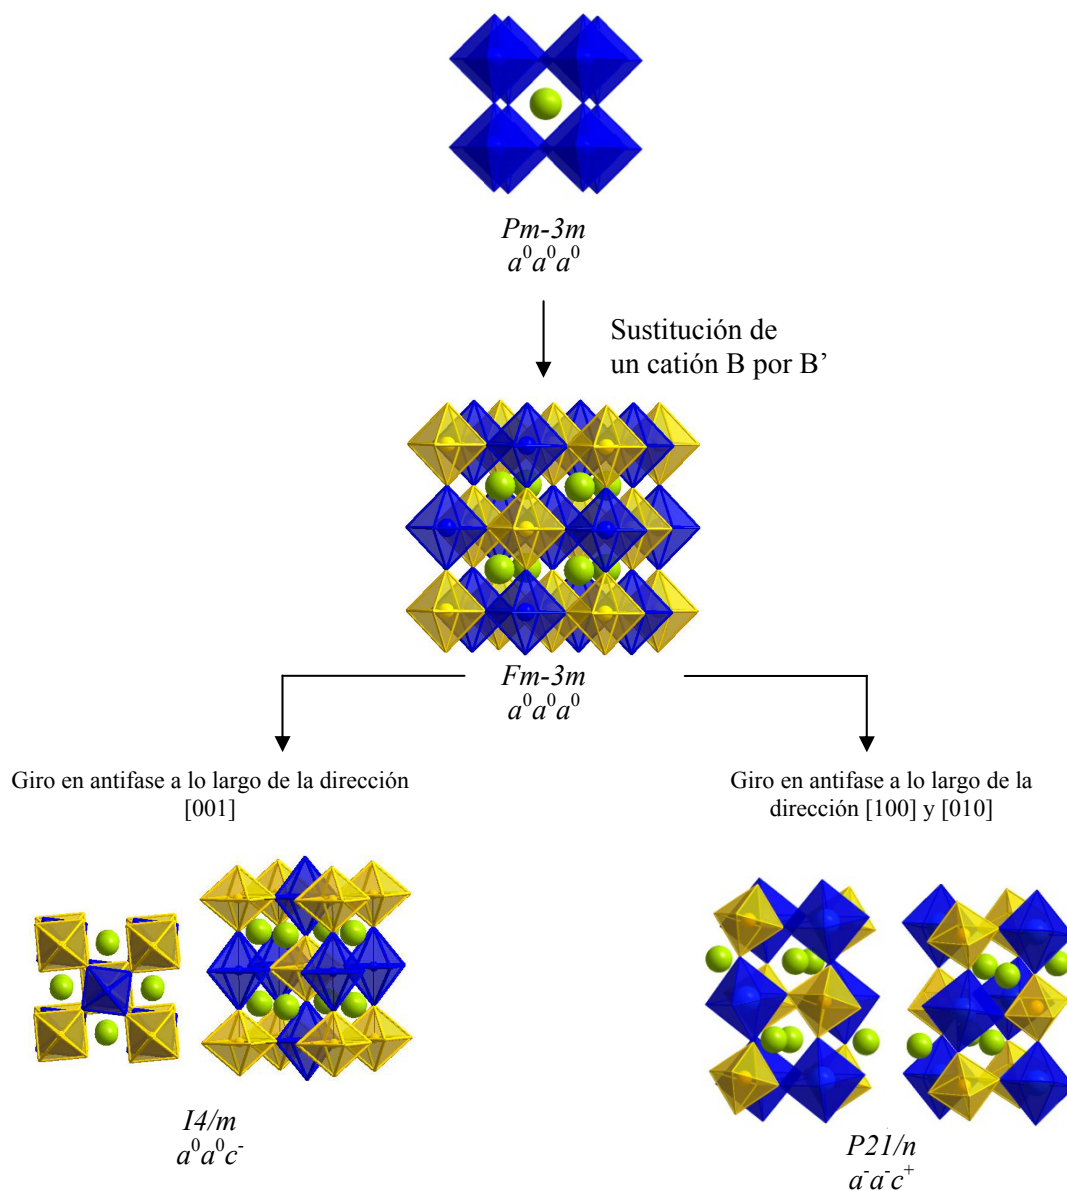 Pm-3m
a⁰a⁰a⁰
Sustitución de
un catión B por B’
Fm-3m
a⁰a⁰a⁰
Giro en antifase a lo largo de la dirección
[001]
Giro en antifase a lo largo de la
dirección [100] y [010]
I4/m
a⁰a⁰c⁻
P21/n
a⁻a⁻c⁺